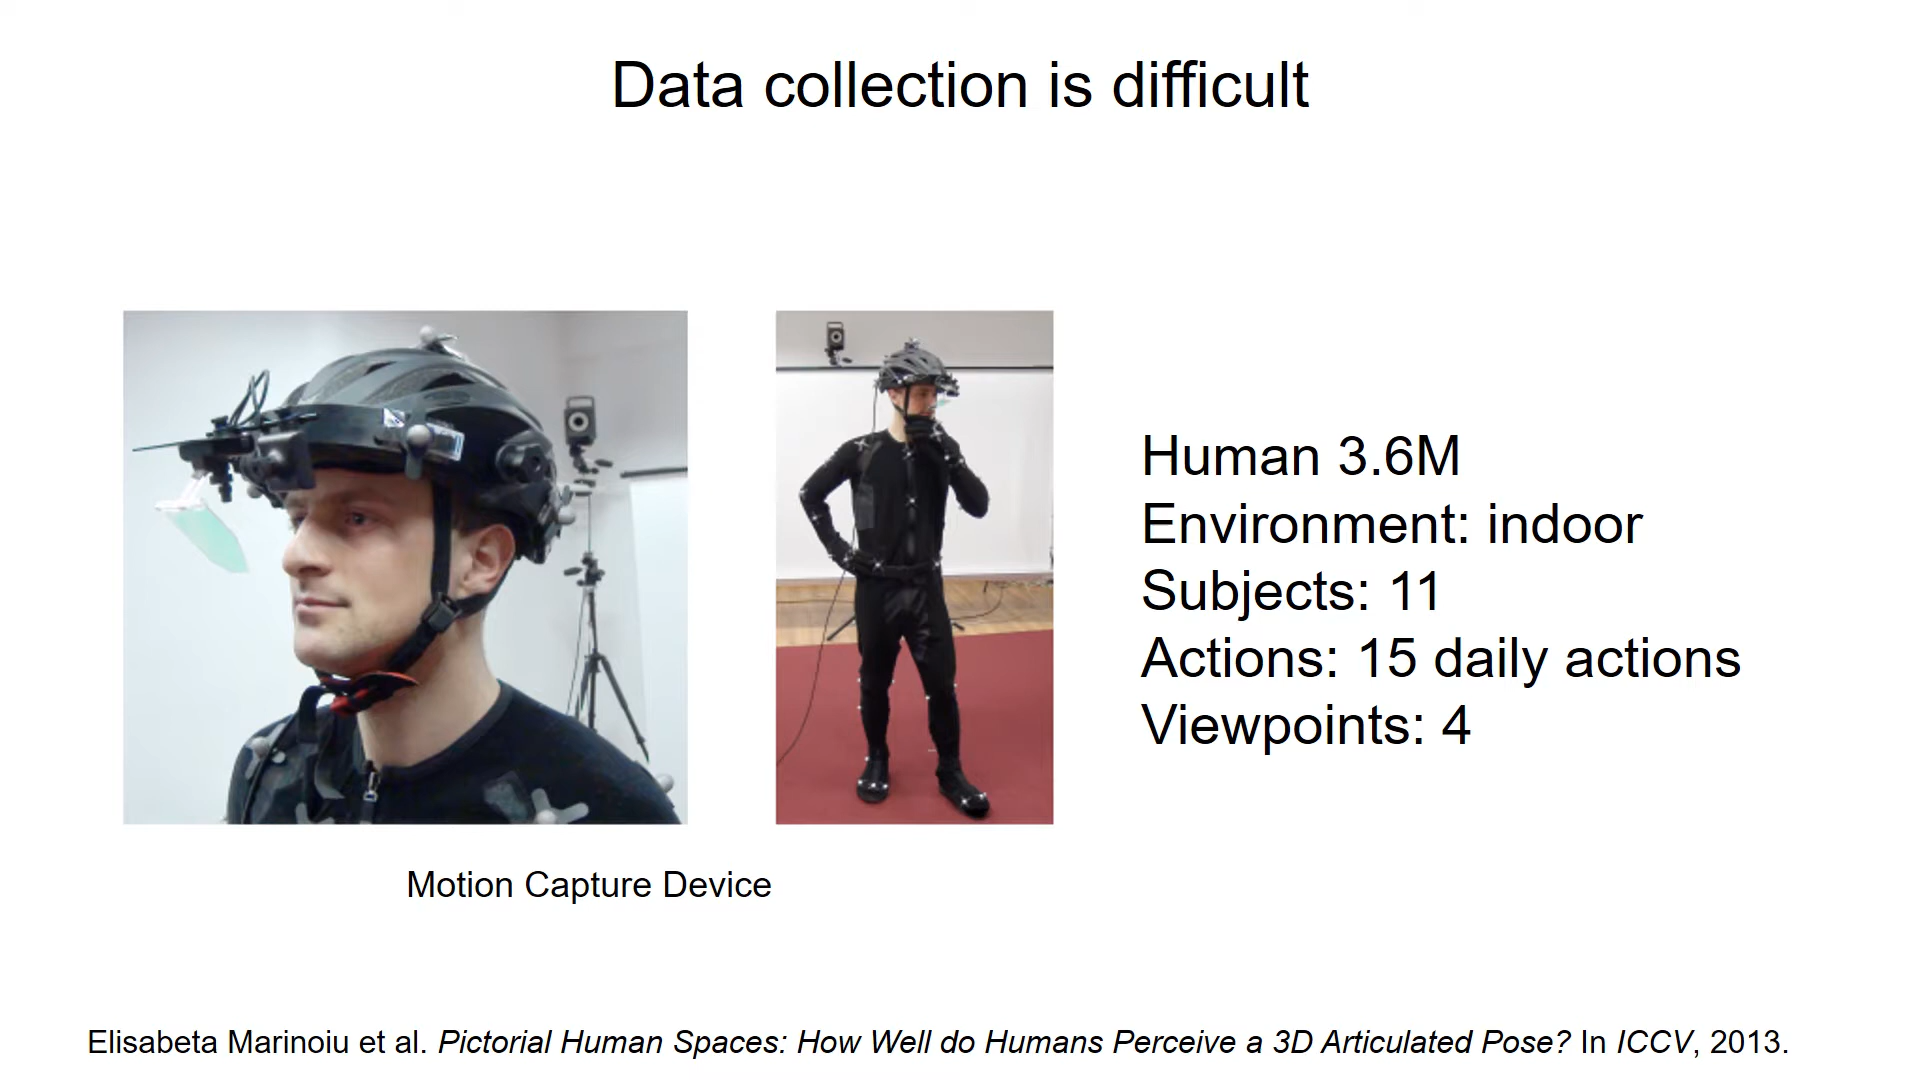 Data collection is difficult
Human 3.6M
Environment: indoor
Subjects: 11
Actions: 15 daily actions
Viewpoints: 4
Motion Capture Device
Elisabeta Marinoiu et al. Pictorial Human Spaces: How Well do Humans Perceive a 3D Articulated Pose? In ICCV, 2013.